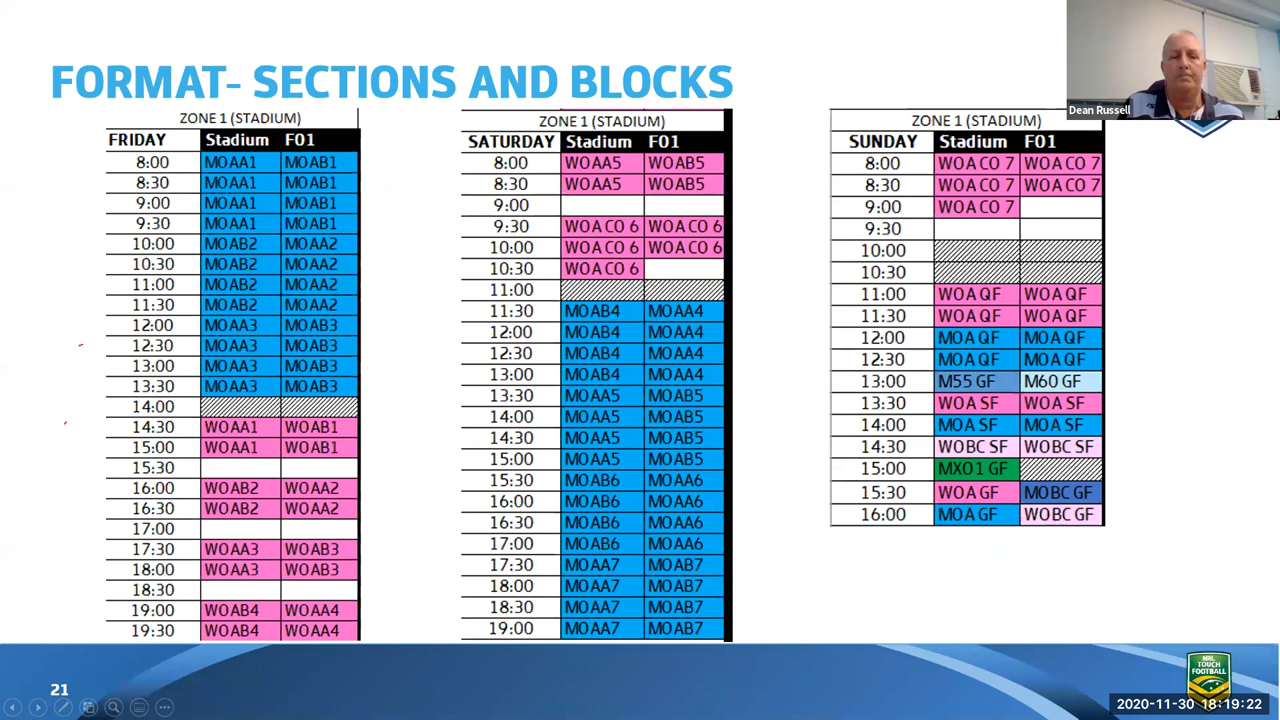 FORMAT- SECTIONS AND BLOCKS
Dean Russell
ZONE 1 (STADIUM)
FRIDAY Stadium F01
8:00 MOAA1 MOAB1
8:30 MOAA1 MOAB1
9:00 MOAA1 MOAB1
9:30 MOAA1 MOAB1
10:00 MOAB2 MOAA2
10:30 MOAB2 MOAA2
11:00 MOAB2 MOAA2
11:30 MOAB2 MOAA2
12:00 MOAA3 MOAB3
12:30 MOAA3 MOAB3
13:00 MOAA3 MOAB3
13:30 MOAA3 MOAB3
14:00
14:30 WOAA1 WOAB1
15:00 WOAA1 WOAB1
15:30
16:00 WOAB2 WOAA2
16:30 WOAB2 WOAA2
17:00
17:30 WOAA3 WOAB3
18:00 WOAA3 WOAB3
18:30
19:00 WOAB4 WOAA4
19:30 WOAB4 WOAA4
ZONE 1 (STADIUM)
SATURDAY Stadium F01
8:00 WOAA5 WOAB5
8:30 WOAA5 WOAB5
9:00
9:30 WOA CO 6 WOA CO 6
10:00 WOA CO 6 WOA CO 6
10:30 WOA CO 6
11:00
11:30 MOAB4 MOAA4
12:00 MOAB4 MOAA4
12:30 MOAB4 MOAA4
13:00 MOAB4 MOAA4
13:30 MOAA5 MOAB5
14:00 MOAA5 MOAB5
14:30 MOAA5 MOAB5
15:00 MOAA5 MOAB5
15:30 MOAB6 MOAA6
16:00 MOAB6 MOAA6
16:30 MOAB6 MOAA6
17:00 MOAB6 MOAA6
17:30 MOAA7 MOAB7
18:00 MOAA7 MOAB7
18:30 MOAA7 MOAB7
19:00 MOAA7 MOAB7
ZONE 1 (STADIUM)
SUNDAY Stadium F01
8:00 WOA CO 7 WOA CO 7
8:30 WOA CO 7 WOA CO 7
9:00 WOA CO 7
9:30
10:00
10:30
11:00 WOA QF WOA QF
11:30 WOA QF WOA QF
12:00 MOA QF MOA QF
12:30 MOA QF MOA QF
13:00 M55 GF M60 GF
13:30 WOA SF WOA SF
14:00 MOA SF MOA SF
14:30 WOBC SF WOBC SF
15:00 MXO1 GF
15:30 WOA GF MOBC GF
16:00 MOA GF WOBC GF
21
NRL
TOUCH
FOOTBALL
2020-11-30 18:19:22